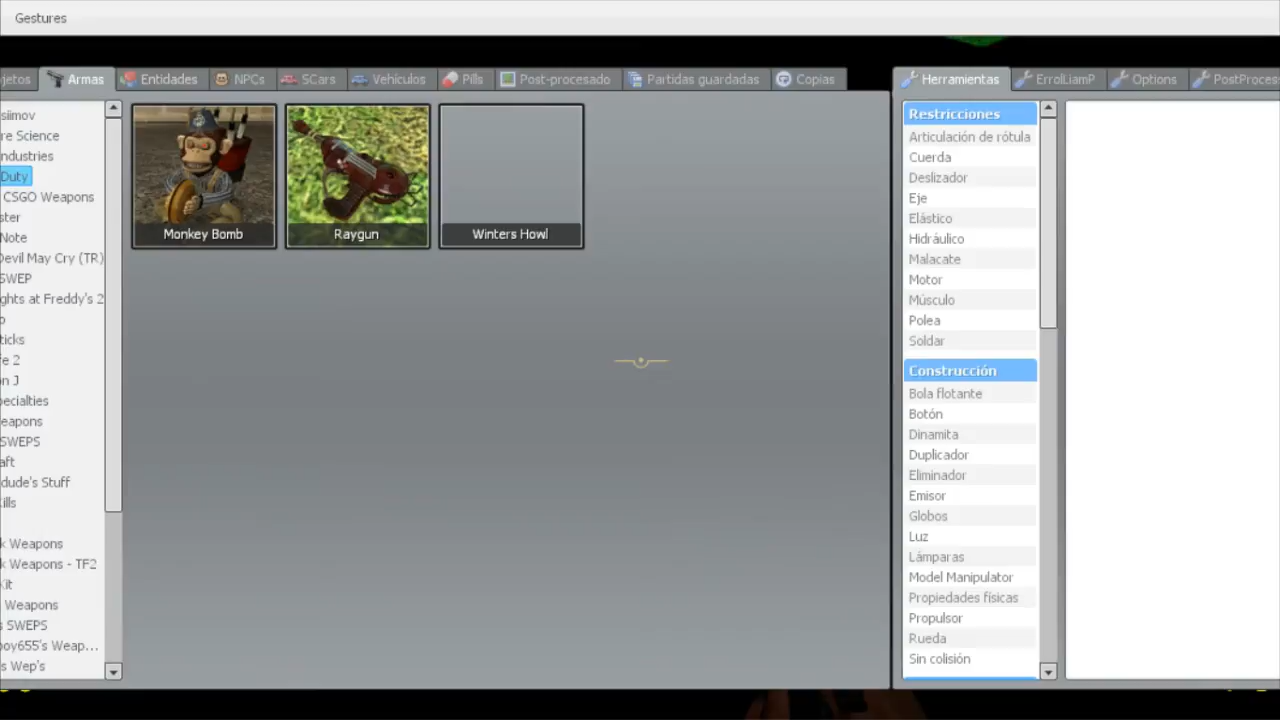 Gestures
jetos
Armas
Entidades
NPCs
SCars
Vehículos
Pills
Post-procesado
Partidas guardadas
Copias
Herramientas
ErrolLiamP
Options
PostProces
siimov
re Science
ndustries
Duty
CSGO Weapons
ster
Note
Devil May Cry (TR)
SWEP
ghts at Freddy's 2
o
ticks
fe 2
n J
pecialties
eapons
SWEPS
aft
dude's Stuff
ills
k Weapons
k Weapons - TF2
Kit
Weapons
s SWEPS
boy655's Weap...
s Wep's
Monkey Bomb
Raygun
Winters Howl
Restricciones
Articulación de rótula
Cuerda
Deslizador
Eje
Elástico
Hidráulico
Malacate
Motor
Músculo
Polea
Soldar
Construcción
Bola flotante
Botón
Dinamita
Duplicador
Eliminador
Emisor
Globos
Luz
Lámparas
Model Manipulator
Propiedades físicas
Propulsor
Rueda
Sin colisión